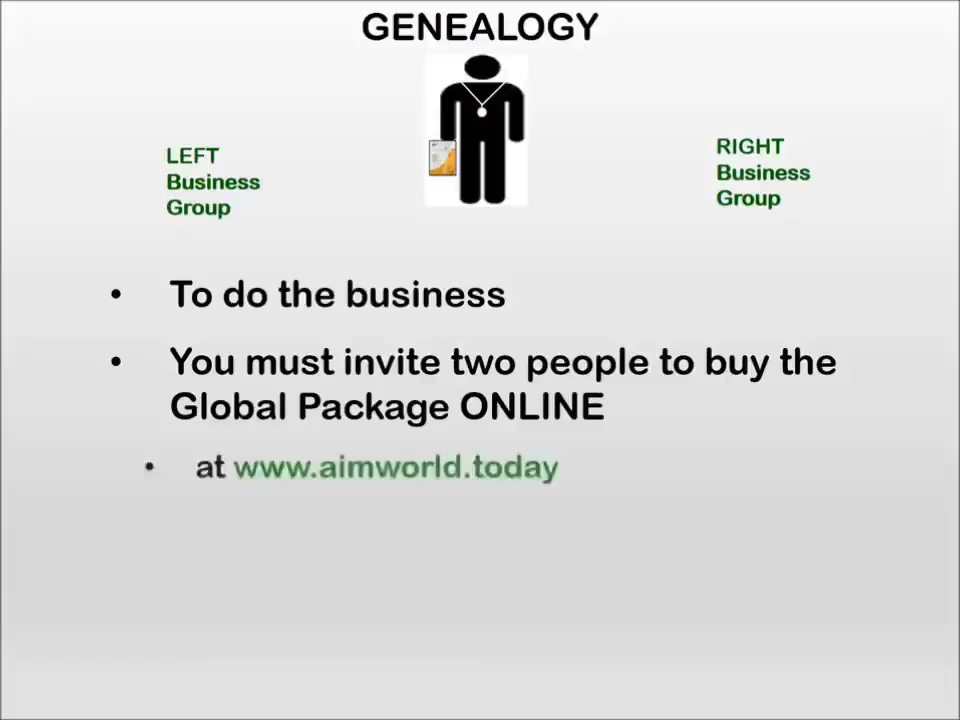 GENEALOGY
LEFT
Business
Group
RIGHT
Business
Group
• To do the business
• You must invite two people to buy the
Global Package ONLINE
• at www.aimworld.today